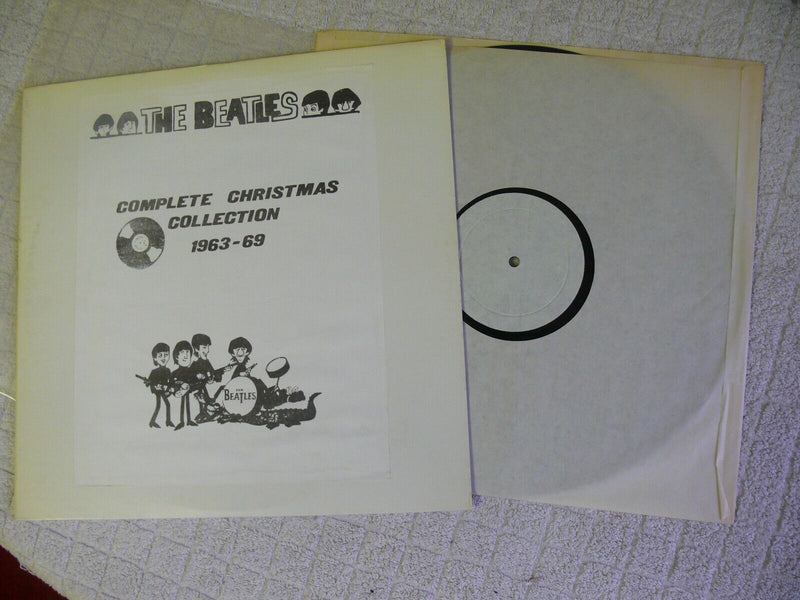 THE BEATLES
COMPLETE CHRISTMAS
COLLECTION
1963-69
THE
BEATLES